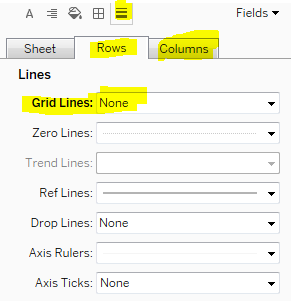 A Fields
Sheet Rows Columns
Lines
Grid Lines: None
Zero Lines:
Trend Lines:
Ref Lines:
Drop Lines: None
Axis Rulers:
Axis Ticks: None